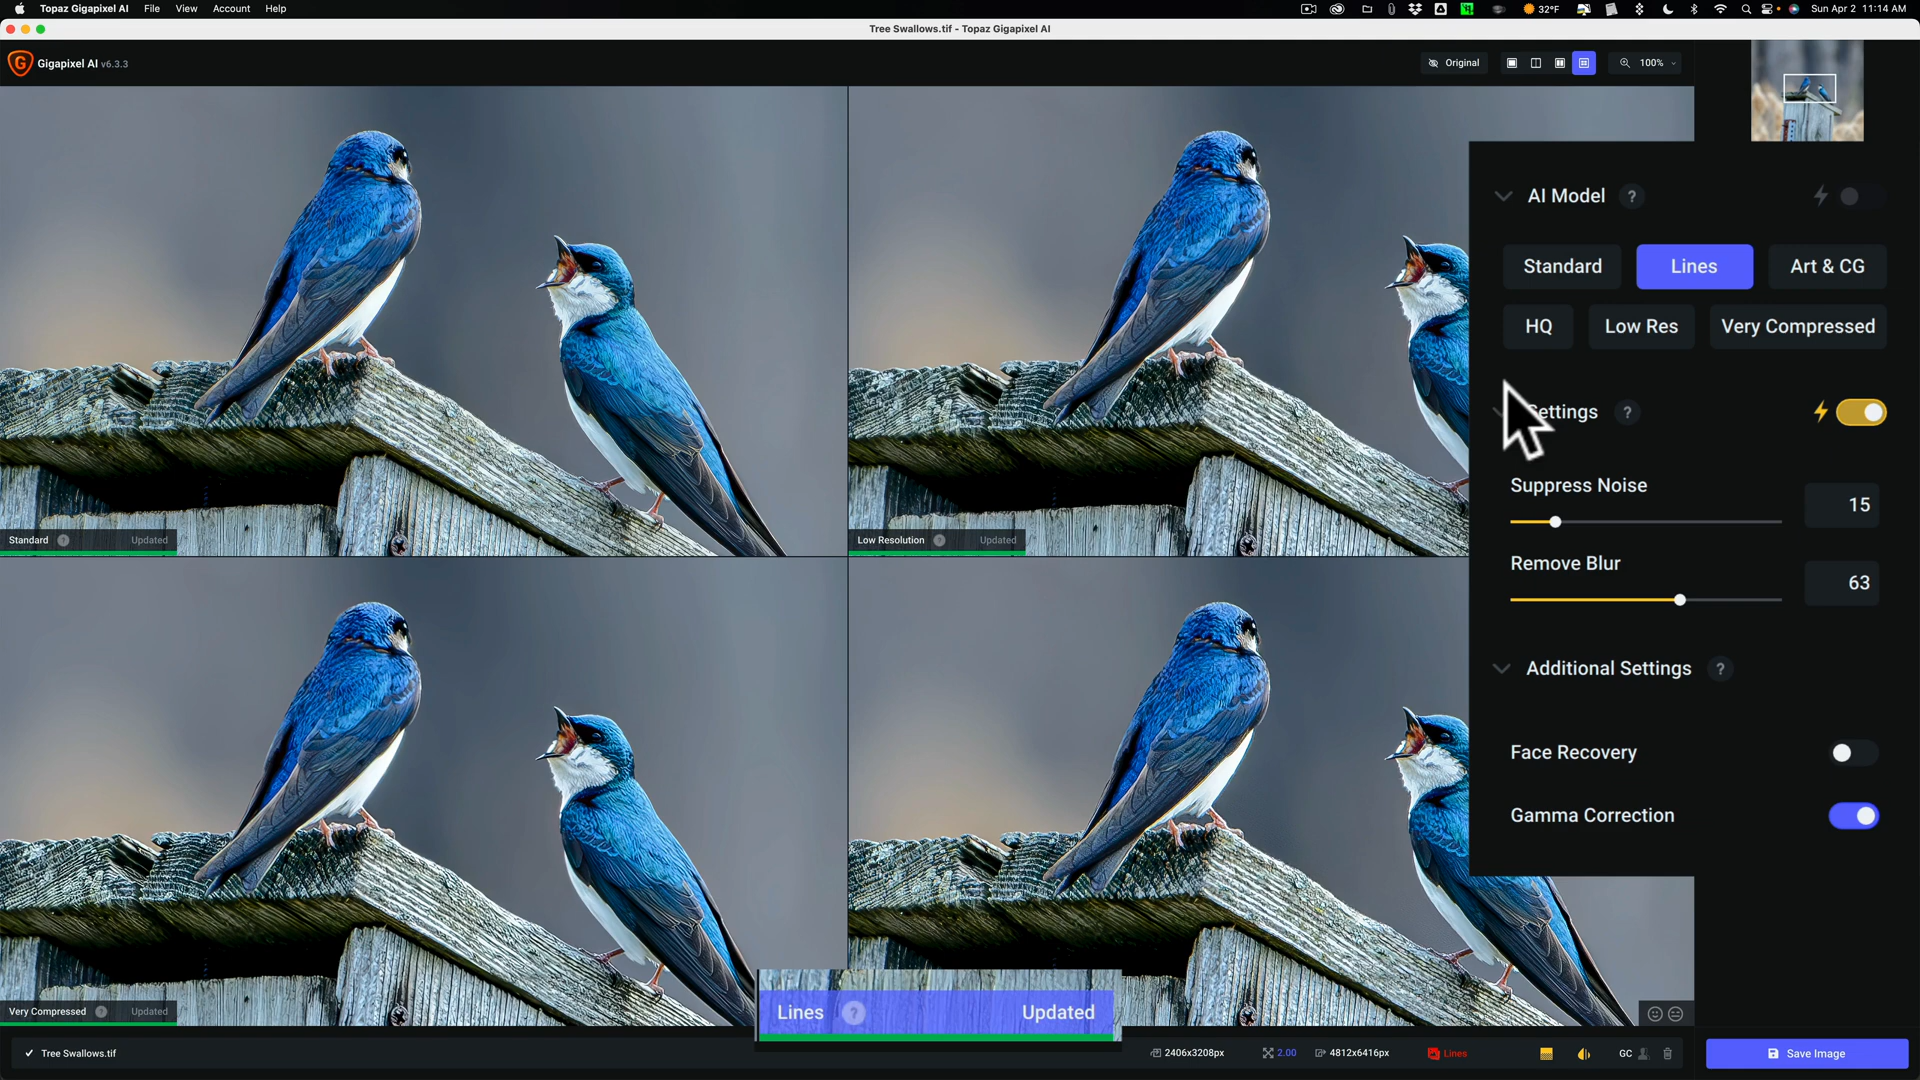 Topaz Gigapixel AI File View Account Help
32°F Sun Apr 2 11:14 AM
Tree Swallows.tif - Topaz Gigapixel AI
Gigapixel AI v6.3.3
Original
100%
AI Model ?
Standard Lines Art & CG
HQ Low Res Very Compressed
ettings ?
Suppress Noise
15
Remove Blur
63
Additional Settings ?
Face Recovery
Gamma Correction
Standard ? Updated
Low Resolution ? Updated
Very Compressed ? Updated
Lines ? Updated
Tree Swallows.tif
2406x3208px 2.00 4812x6416px Lines GC
Save Image